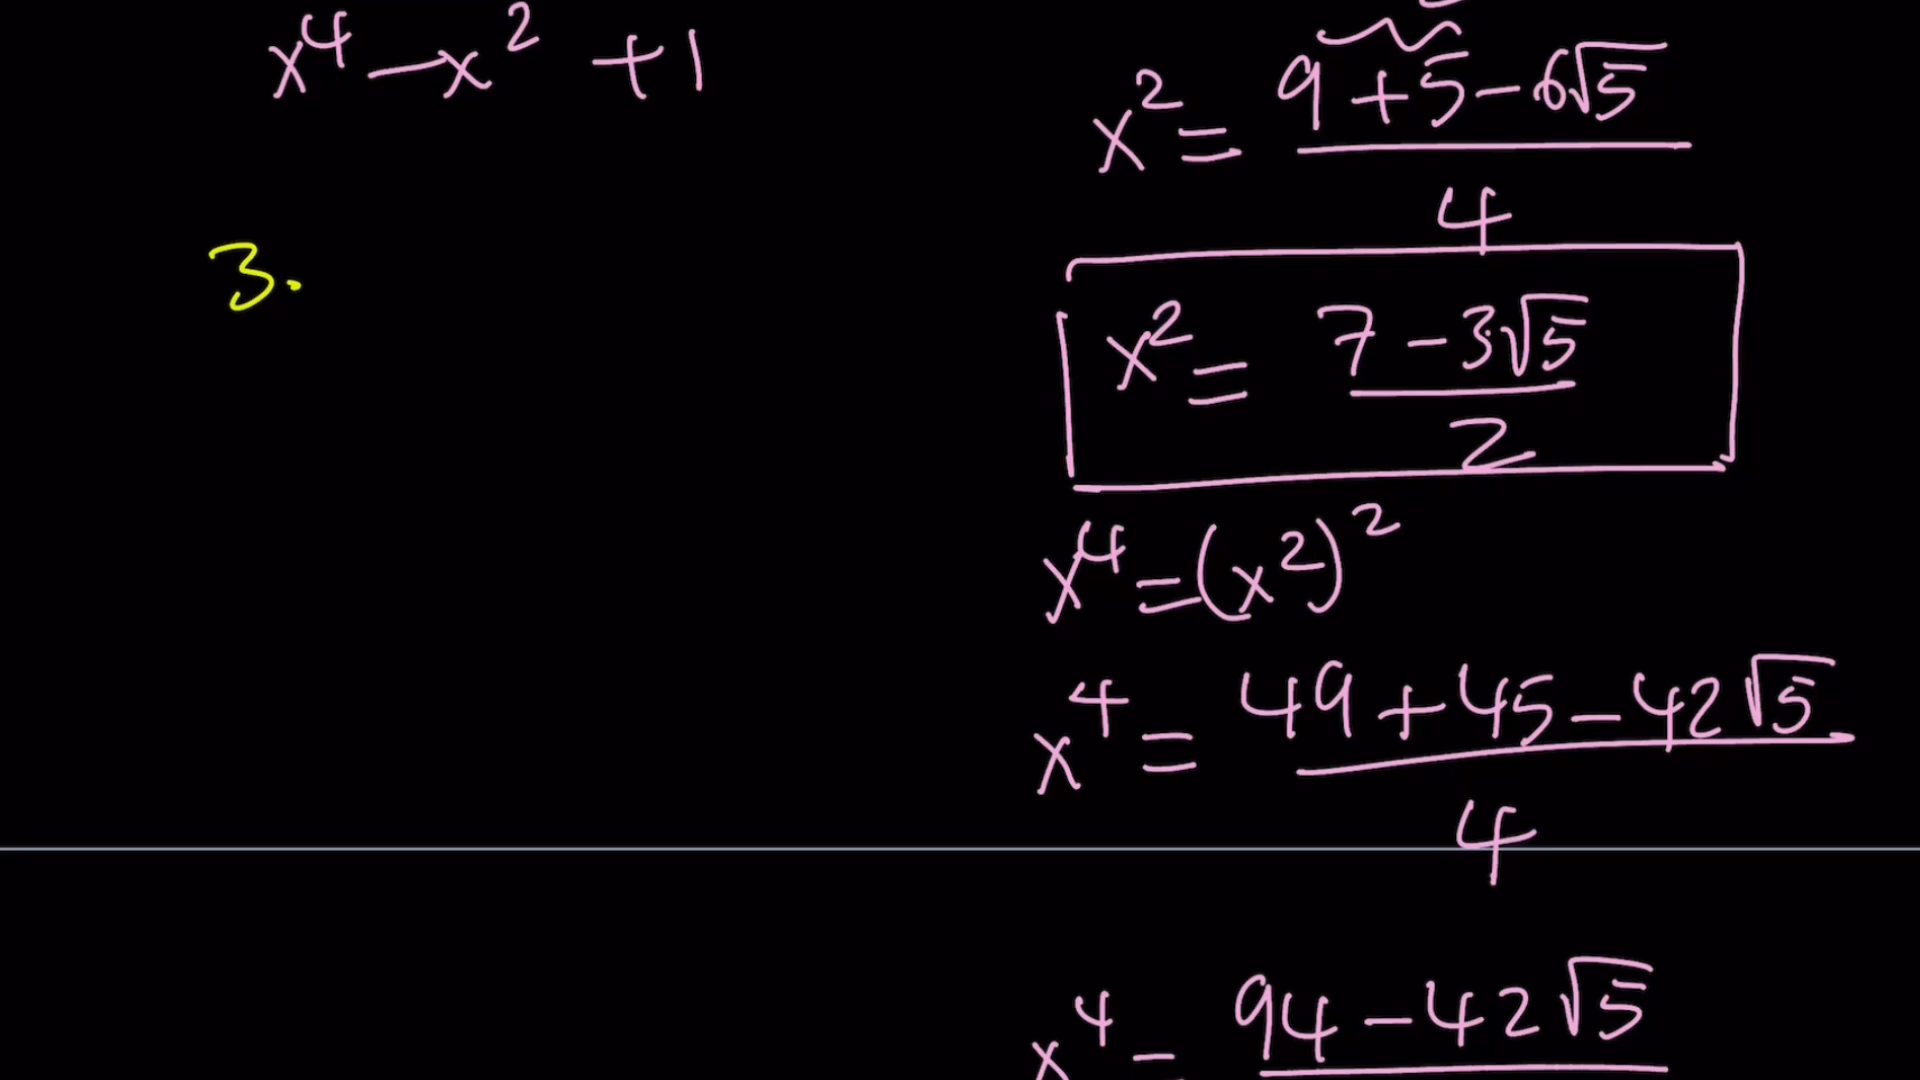 x⁴ - x² + 1
3.
x² = (9 + 5 - 6√5) / 4
x² = (7 - 3√5) / 2
x⁴ = (x²)²
x⁴ = (49 + 45 - 42√5) / 4
x⁴ = 94 - 42√5